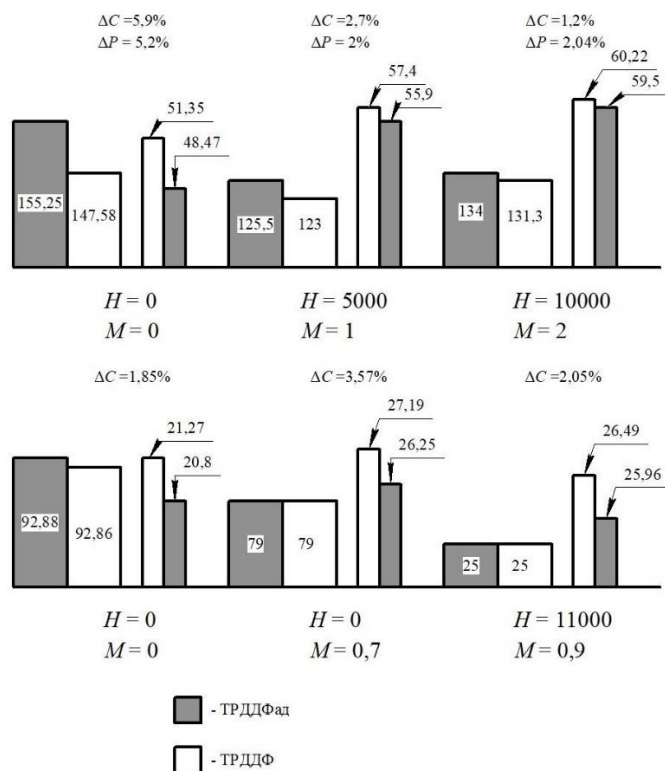 ΔC =5,9%
ΔP = 5,2%
ΔC =2,7%
ΔP = 2%
ΔC =1,2%
ΔP = 2,04%
51,35
48,47
155,25
147,58
57,4
55,9
125,5
123
60,22
59,5
134
131,3
H = 0
M = 0
H = 5000
M = 1
H = 10000
M = 2
ΔC =1,85%
ΔC =3,57%
ΔC =2,05%
21,27
20,8
92,88
92,86
27,19
26,25
79
79
26,49
25,96
25
25
H = 0
M = 0
H = 0
M = 0,7
H = 11000
M = 0,9
- ТРДДФад
- ТРДДФ